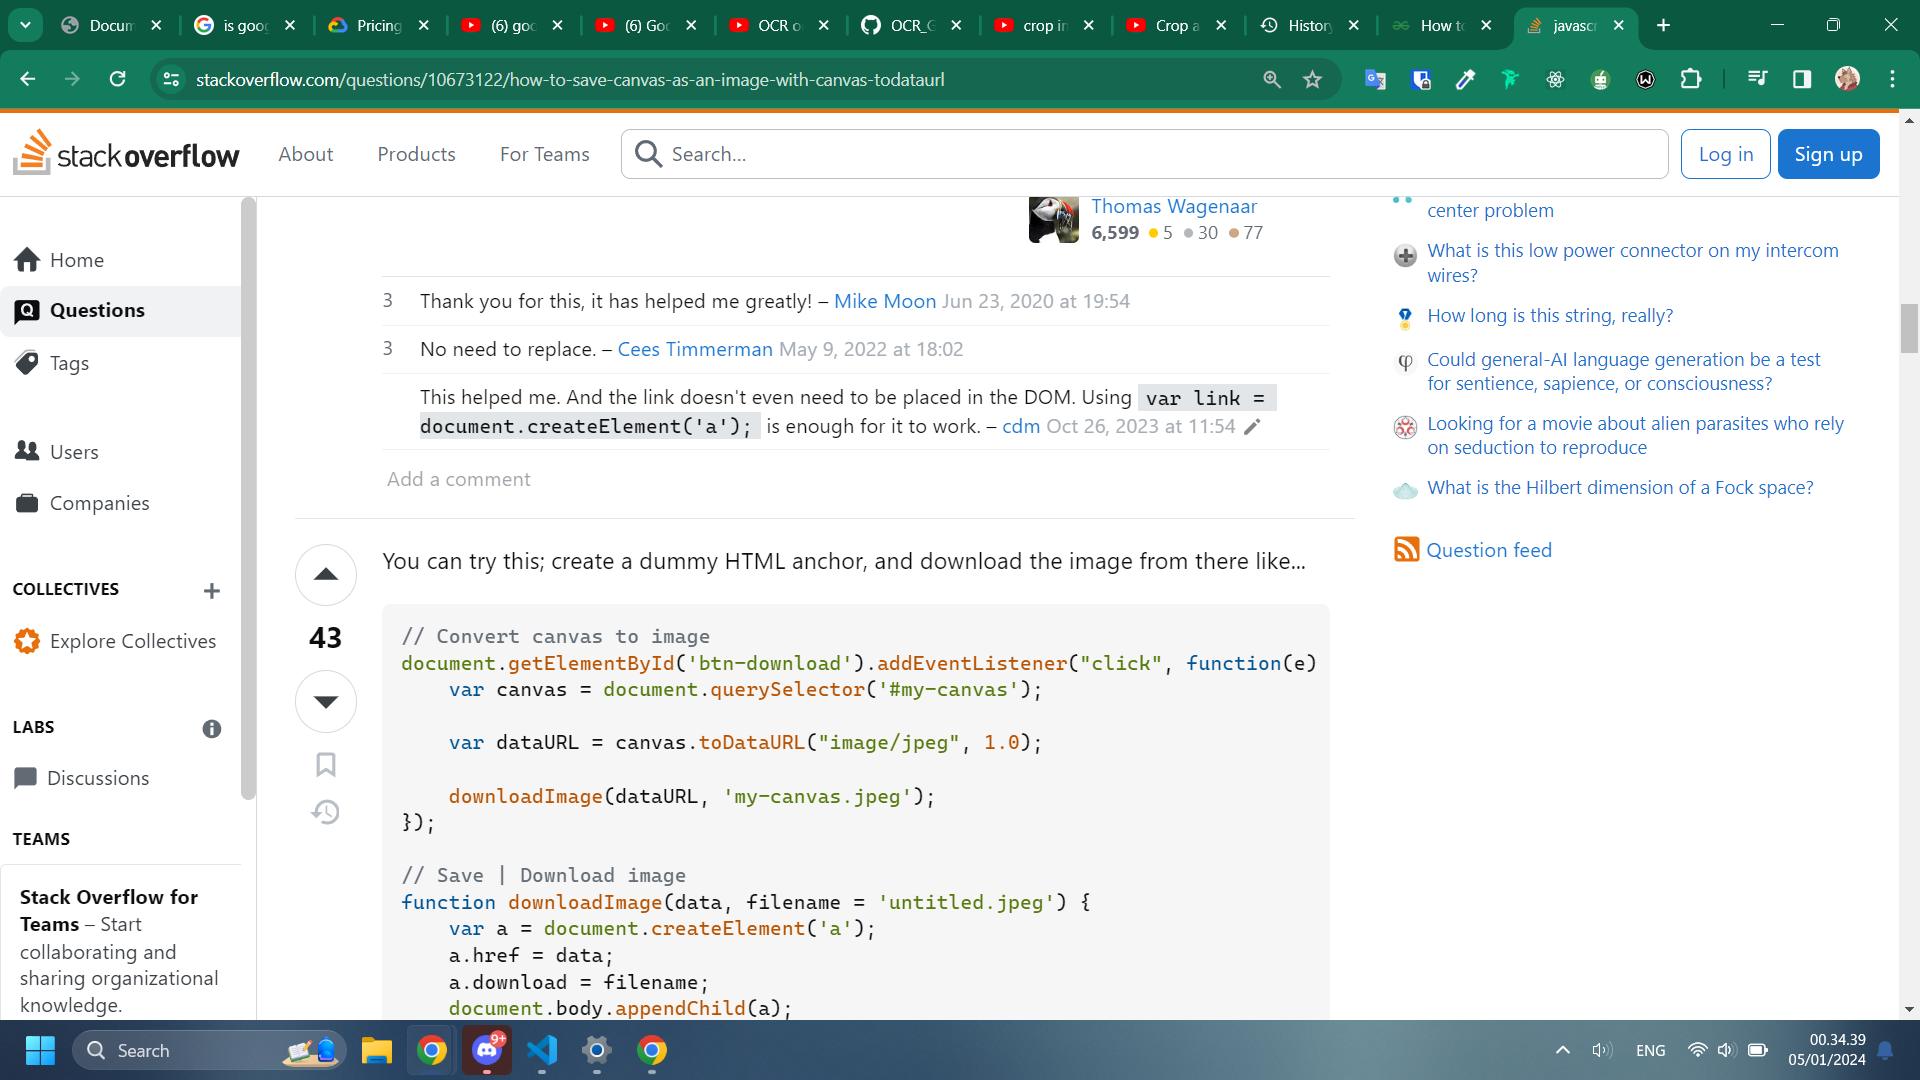 Docum
is goog
Pricing
(6) goo
(6) Goo
OCR o
OCR_G
crop in
Crop a
History
How to
javascr
stackoverflow.com/questions/10673122/how-to-save-canvas-as-an-image-with-canvas-todataurl
stackoverflow
About
Products
For Teams
Search...
Log in
Sign up
Home
Questions
Tags
Users
Companies
COLLECTIVES
Explore Collectives
LABS
Discussions
TEAMS
Stack Overflow for
Teams – Start
collaborating and
sharing organizational
knowledge.
Thomas Wagenaar
6,599 5 30 77
3 Thank you for this, it has helped me greatly! – Mike Moon Jun 23, 2020 at 19:54
3 No need to replace. – Cees Timmerman May 9, 2022 at 18:02
This helped me. And the link doesn't even need to be placed in the DOM. Using var link =
document.createElement('a'); is enough for it to work. – cdm Oct 26, 2023 at 11:54
Add a comment
43
You can try this; create a dummy HTML anchor, and download the image from there like...
// Convert canvas to image
document.getElementById('btn-download').addEventListener("click", function(e)
var canvas = document.querySelector('#my-canvas');
var dataURL = canvas.toDataURL("image/jpeg", 1.0);
downloadImage(dataURL, 'my-canvas.jpeg');
});
// Save | Download image
function downloadImage(data, filename = 'untitled.jpeg') {
var a = document.createElement('a');
a.href = data;
a.download = filename;
document.body.appendChild(a);
center problem
What is this low power connector on my intercom
wires?
How long is this string, really?
Could general-AI language generation be a test
for sentience, sapience, or consciousness?
Looking for a movie about alien parasites who rely
on seduction to reproduce
What is the Hilbert dimension of a Fock space?
Question feed
Search
9+
ENG
00.34.39
05/01/2024